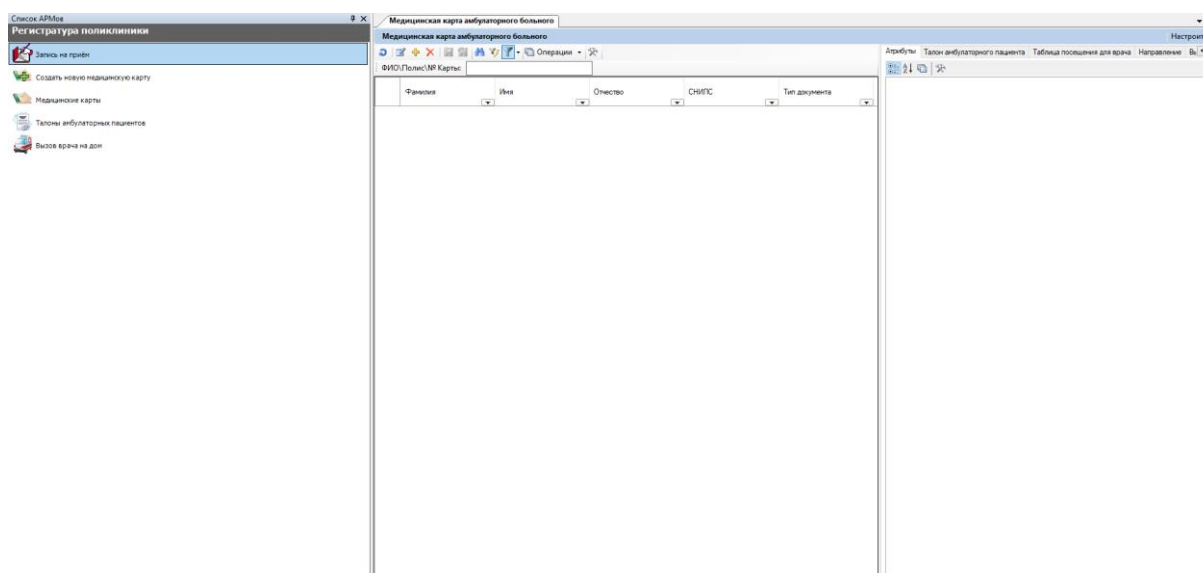 Список АРМов
Регистратура поликлиники
Запись на приём
Создать новую медицинскую карту
Медицинские карты
Талоны амбулаторных пациентов
Вызов врача на дом
Медицинская карта амбулаторного больного
Медицинская карта амбулаторного больного
Настроит
Операции
ФИО\Полис\№ Карты:
Фамилия Имя Отчество СНИЛС Тип документа
Атрибуты Талон амбулаторного пациента Таблица посещения для врача Направление